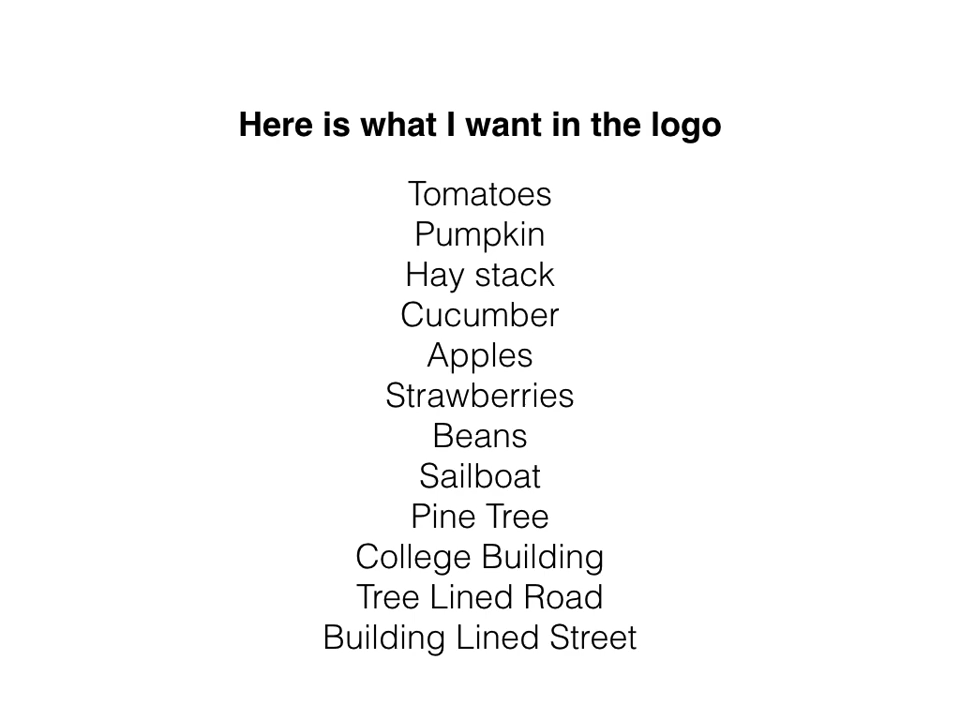 Here is what I want in the logo
Tomatoes
Pumpkin
Hay stack
Cucumber
Apples
Strawberries
Beans
Sailboat
Pine Tree
College Building
Tree Lined Road
Building Lined Street